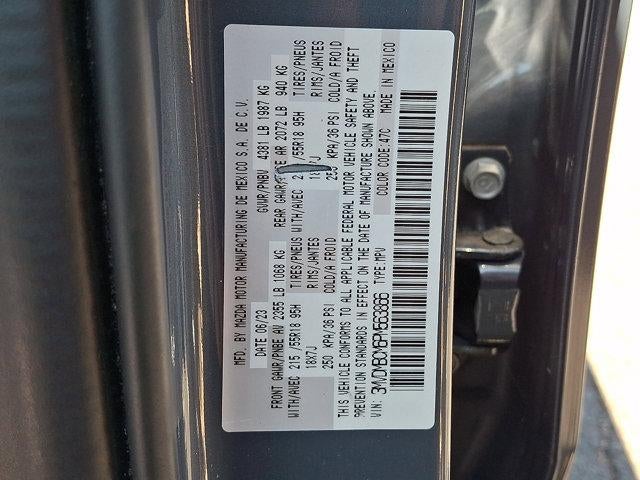 MFD. BY MAZDA MOTOR MANUFACTURING DE MEXICO S.A. DE C.V.
DATE 06/23 GVWR/PNBV 4381 LB 1987 KG
FRONT GAWR/PNBE AV 2355 LB 1068 KG REAR GAWR/PNBE AR 2072 LB 940 KG
WITH/AVEC 215 /55R18 95H TIRES/PNEUS WITH/AVEC /55R18 95H TIRES/PNEUS
18X7J RIMS/JANTES RIMS/JANTES
250 KPA/36 PSI COLD/A FROID 250 KPA/36 PSI COLD/A FROID
THIS VEHICLE CONFORMS TO ALL APPLICABLE FEDERAL MOTOR VEHICLE SAFETY AND THEFT
PREVENTION STANDARDS IN EFFECT ON THE DATE OF MANUFACTURE SHOWN ABOVE.
VIN: TYPE:MPV COLOR CODE:47C MADE IN MEXICO